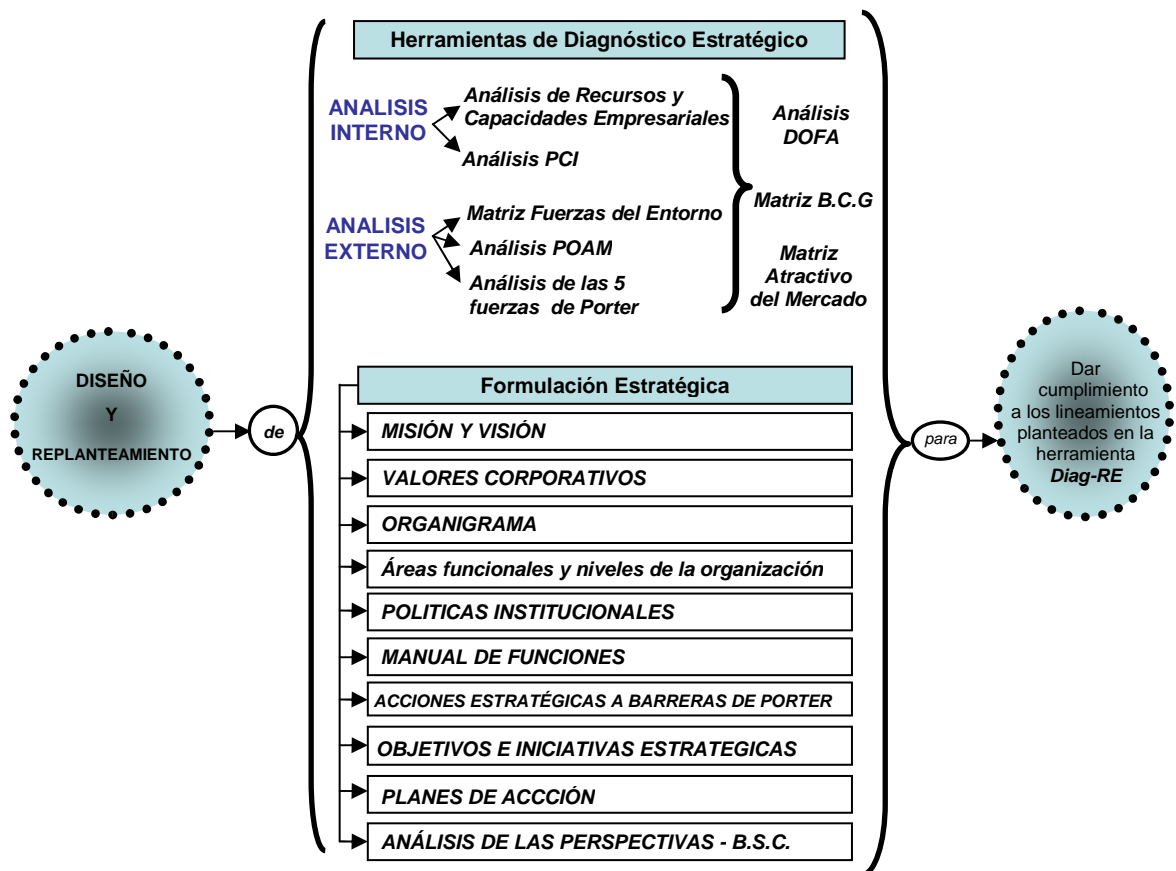 Herramientas de Diagnóstico Estratégico
ANALISIS
INTERNO
Análisis de Recursos y
Capacidades Empresariales
Análisis PCI
ANALISIS
EXTERNO
Matriz Fuerzas del Entorno
Análisis POAM
Análisis de las 5
fuerzas de Porter
Análisis
DOFA
Matriz B.C.G
Matriz
Atractivo
del Mercado
DISEÑO
Y
REPLANTEAMIENTO
de
Formulación Estratégica
MISIÓN Y VISIÓN
VALORES CORPORATIVOS
ORGANIGRAMA
Áreas funcionales y niveles de la organización
POLITICAS INSTITUCIONALES
MANUAL DE FUNCIONES
ACCIONES ESTRATÉGICAS A BARRERAS DE PORTER
OBJETIVOS E INICIATIVAS ESTRATEGICAS
PLANES DE ACCCIÓN
ANÁLISIS DE LAS PERSPECTIVAS - B.S.C.
para
Dar
cumplimiento
a los lineamientos
planteados en la
herramienta
Diag-RE